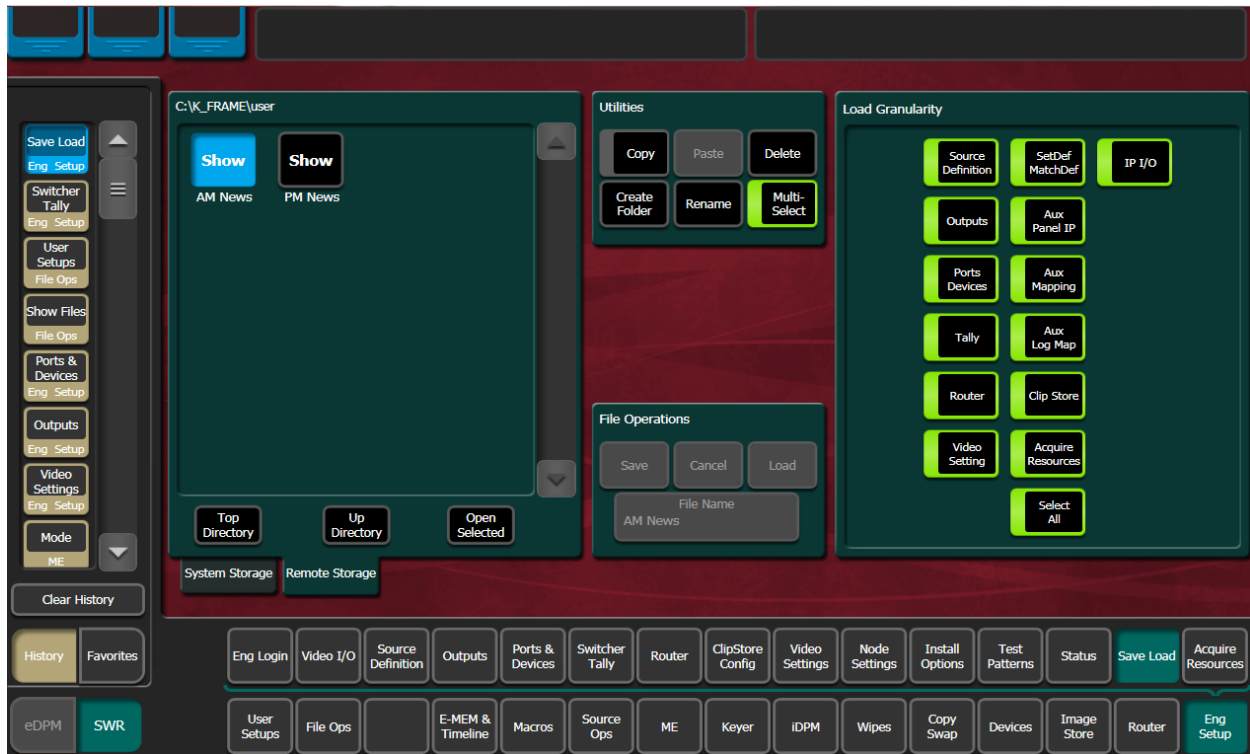 C:\K_FRAME\user
Show
AM News
Show
PM News
Top
Directory
Up
Directory
Open
Selected
System Storage
Remote Storage
Utilities
Copy
Paste
Delete
Create
Folder
Rename
Multi-
Select
File Operations
Save
Cancel
Load
File Name
AM News
Load Granularity
Source
Definition
SetDef
MatchDef
IP I/O
Outputs
Aux
Panel IP
Ports
Devices
Aux
Mapping
Tally
Aux
Log Map
Router
Clip Store
Video
Setting
Acquire
Resources
Select
All
Save Load
Eng Setup
Switcher
Tally
Eng Setup
User
Setups
File Ops
Show Files
File Ops
Ports &
Devices
Eng Setup
Outputs
Eng Setup
Video
Settings
Eng Setup
Mode
ME
Clear History
History
Favorites
Eng Login
Video I/O
Source
Definition
Outputs
Ports &
Devices
Switcher
Tally
Router
ClipStore
Config
Video
Settings
Node
Settings
Install
Options
Test
Patterns
Status
Save Load
Acquire
Resources
eDPM
SWR
User
Setups
File Ops
E-MEM &
Timeline
Macros
Source
Ops
ME
Keyer
iDPM
Wipes
Copy
Swap
Devices
Image
Store
Router
Eng
Setup